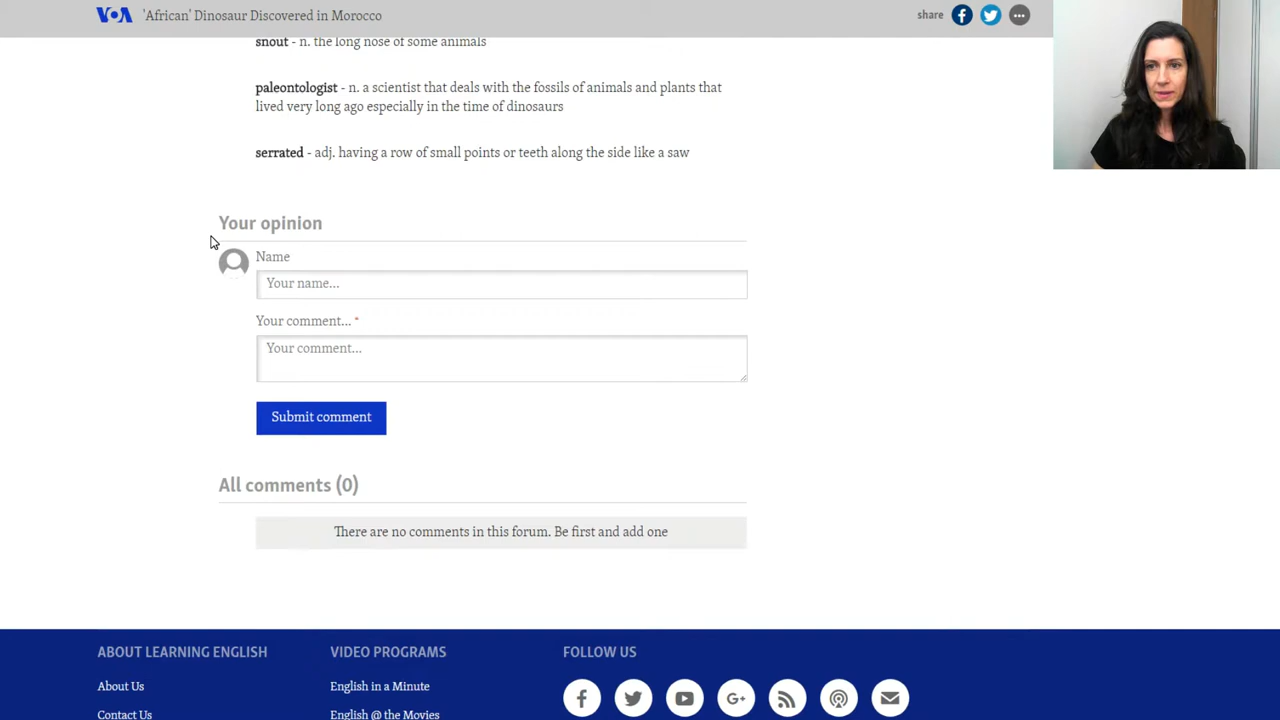 VOA 'African' Dinosaur Discovered in Morocco share
snout - n. the long nose of some animals
paleontologist - n. a scientist that deals with the fossils of animals and plants that
lived very long ago especially in the time of dinosaurs
serrated - adj. having a row of small points or teeth along the side like a saw
Your opinion
Name
Your name...
Your comment... *
Your comment...
Submit comment
All comments (0)
There are no comments in this forum. Be first and add one
ABOUT LEARNING ENGLISH VIDEO PROGRAMS FOLLOW US
About Us English in a Minute
G+
Contact Us English @ the Movies